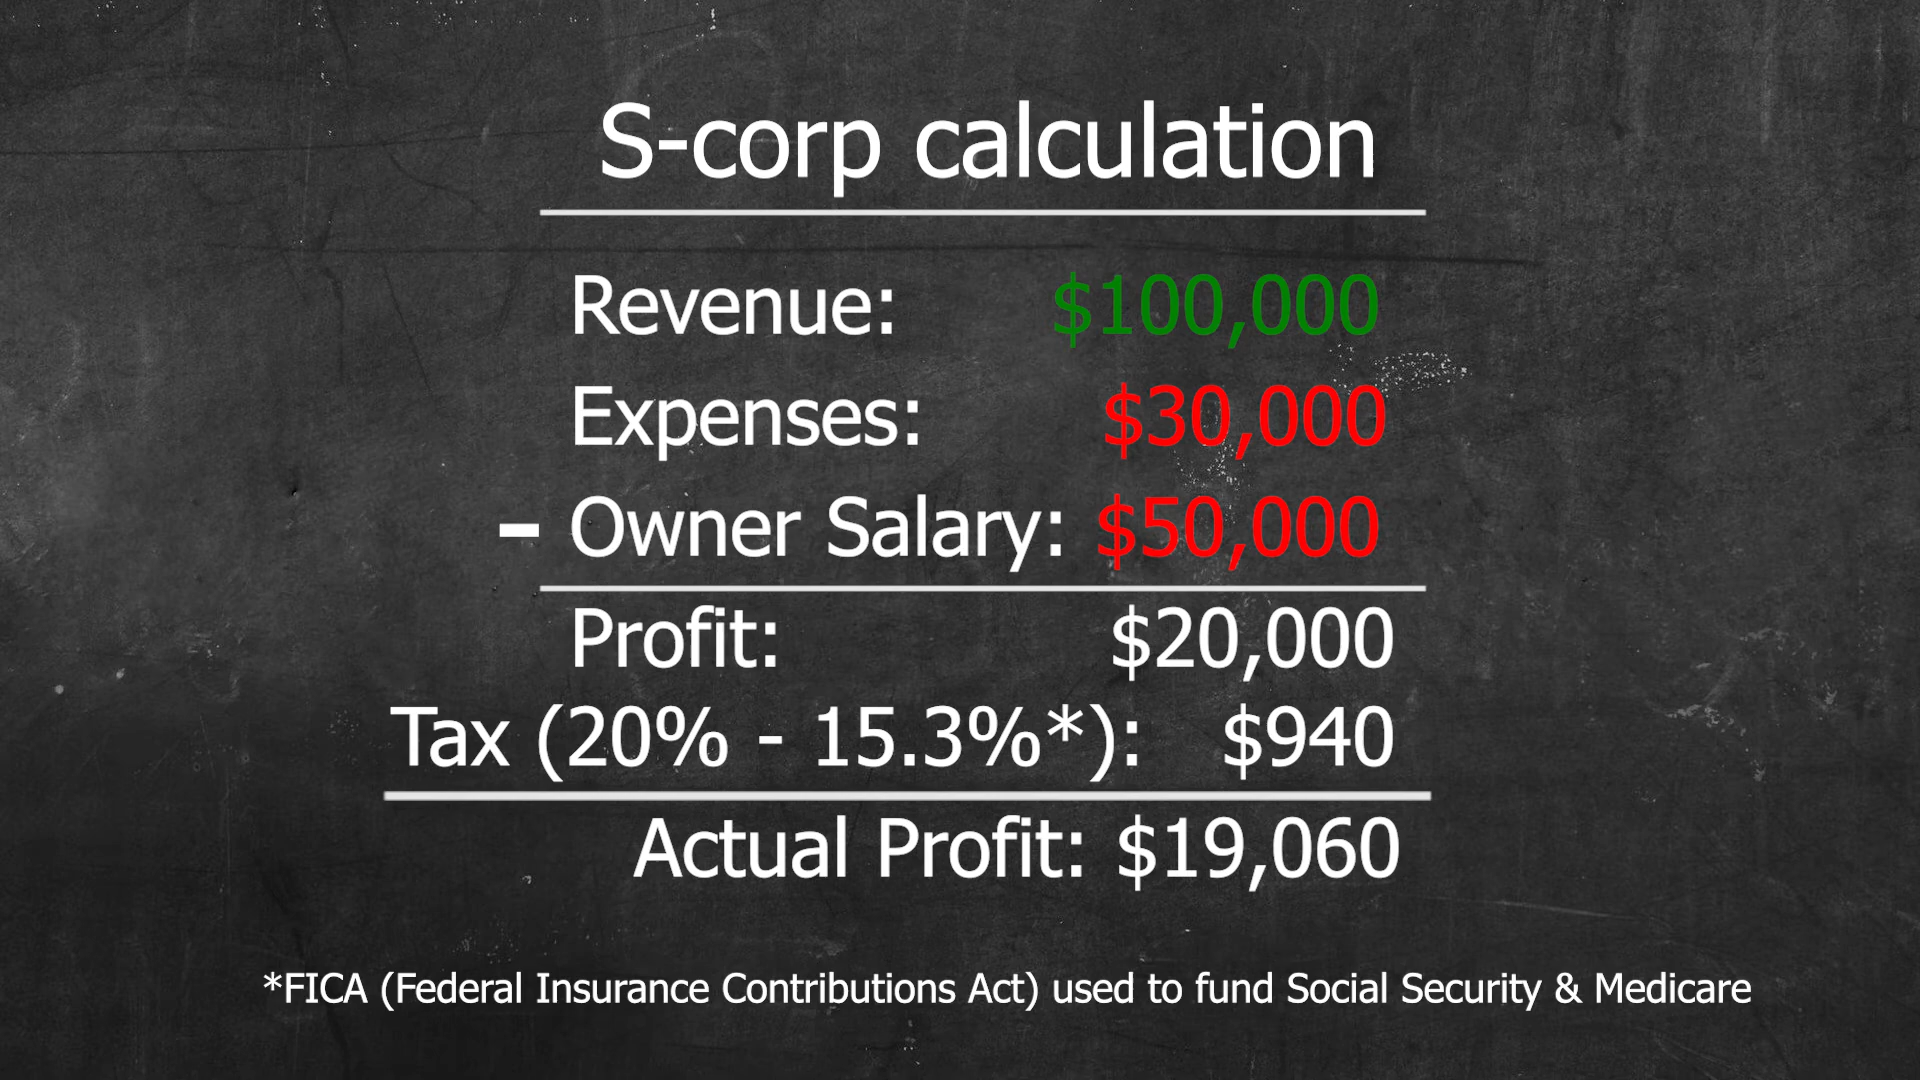 S-corp calculation
Revenue: $100,000
Expenses: $30,000
- Owner Salary: $50,000
Profit: $20,000
Tax (20% - 15.3%*): $940
Actual Profit: $19,060
*FICA (Federal Insurance Contributions Act) used to fund Social Security & Medicare